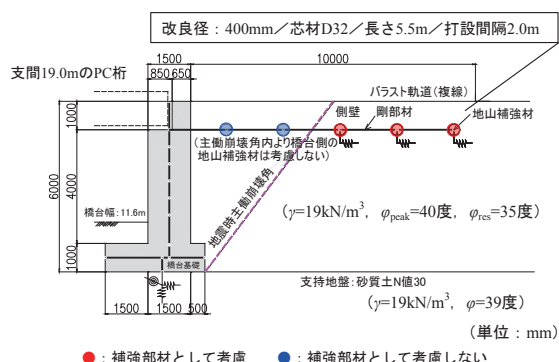 改良径：400mm／芯材D32／長さ5.5m／打設間隔2.0m
1500
10000
支間19.0mのPC桁
850 650
バラスト軌道(複線)
側壁
剛部材
地山補強材
1000
(主働崩壊角内より橋台側の
地山補強材は考慮しない)
6000
4000
地震時主働崩壊角
橋台幅：11.6m
(γ=19kN/m³, φpeak=40度, φres=35度)
1000
橋台基礎
支持地盤：砂質土N値30
(γ=19kN/m³, φ=39度)
1500
1500
500
(単位：mm)
●：補強部材として考慮 ●：補強部材として考慮しない